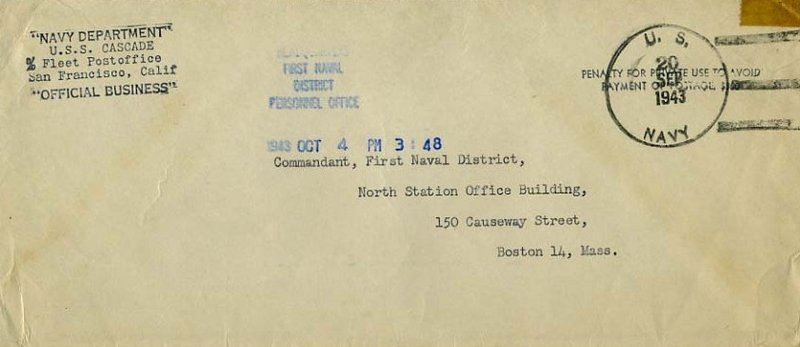 "NAVY DEPARTMENT"
U.S.S. CASCADE
% Fleet Postoffice
San Francisco, Calif
"OFFICIAL BUSINESS"
FIRST NAVAL
DISTRICT
PERSONNEL OFFICE
1943 OCT 4 PM 3:48
U. S.
20
SEP
1943
NAVY
PENALTY FOR PRIVATE USE TO AVOID
PAYMENT OF POSTAGE, $300
Commandant, First Naval District,
North Station Office Building,
150 Causeway Street,
Boston 14, Mass.